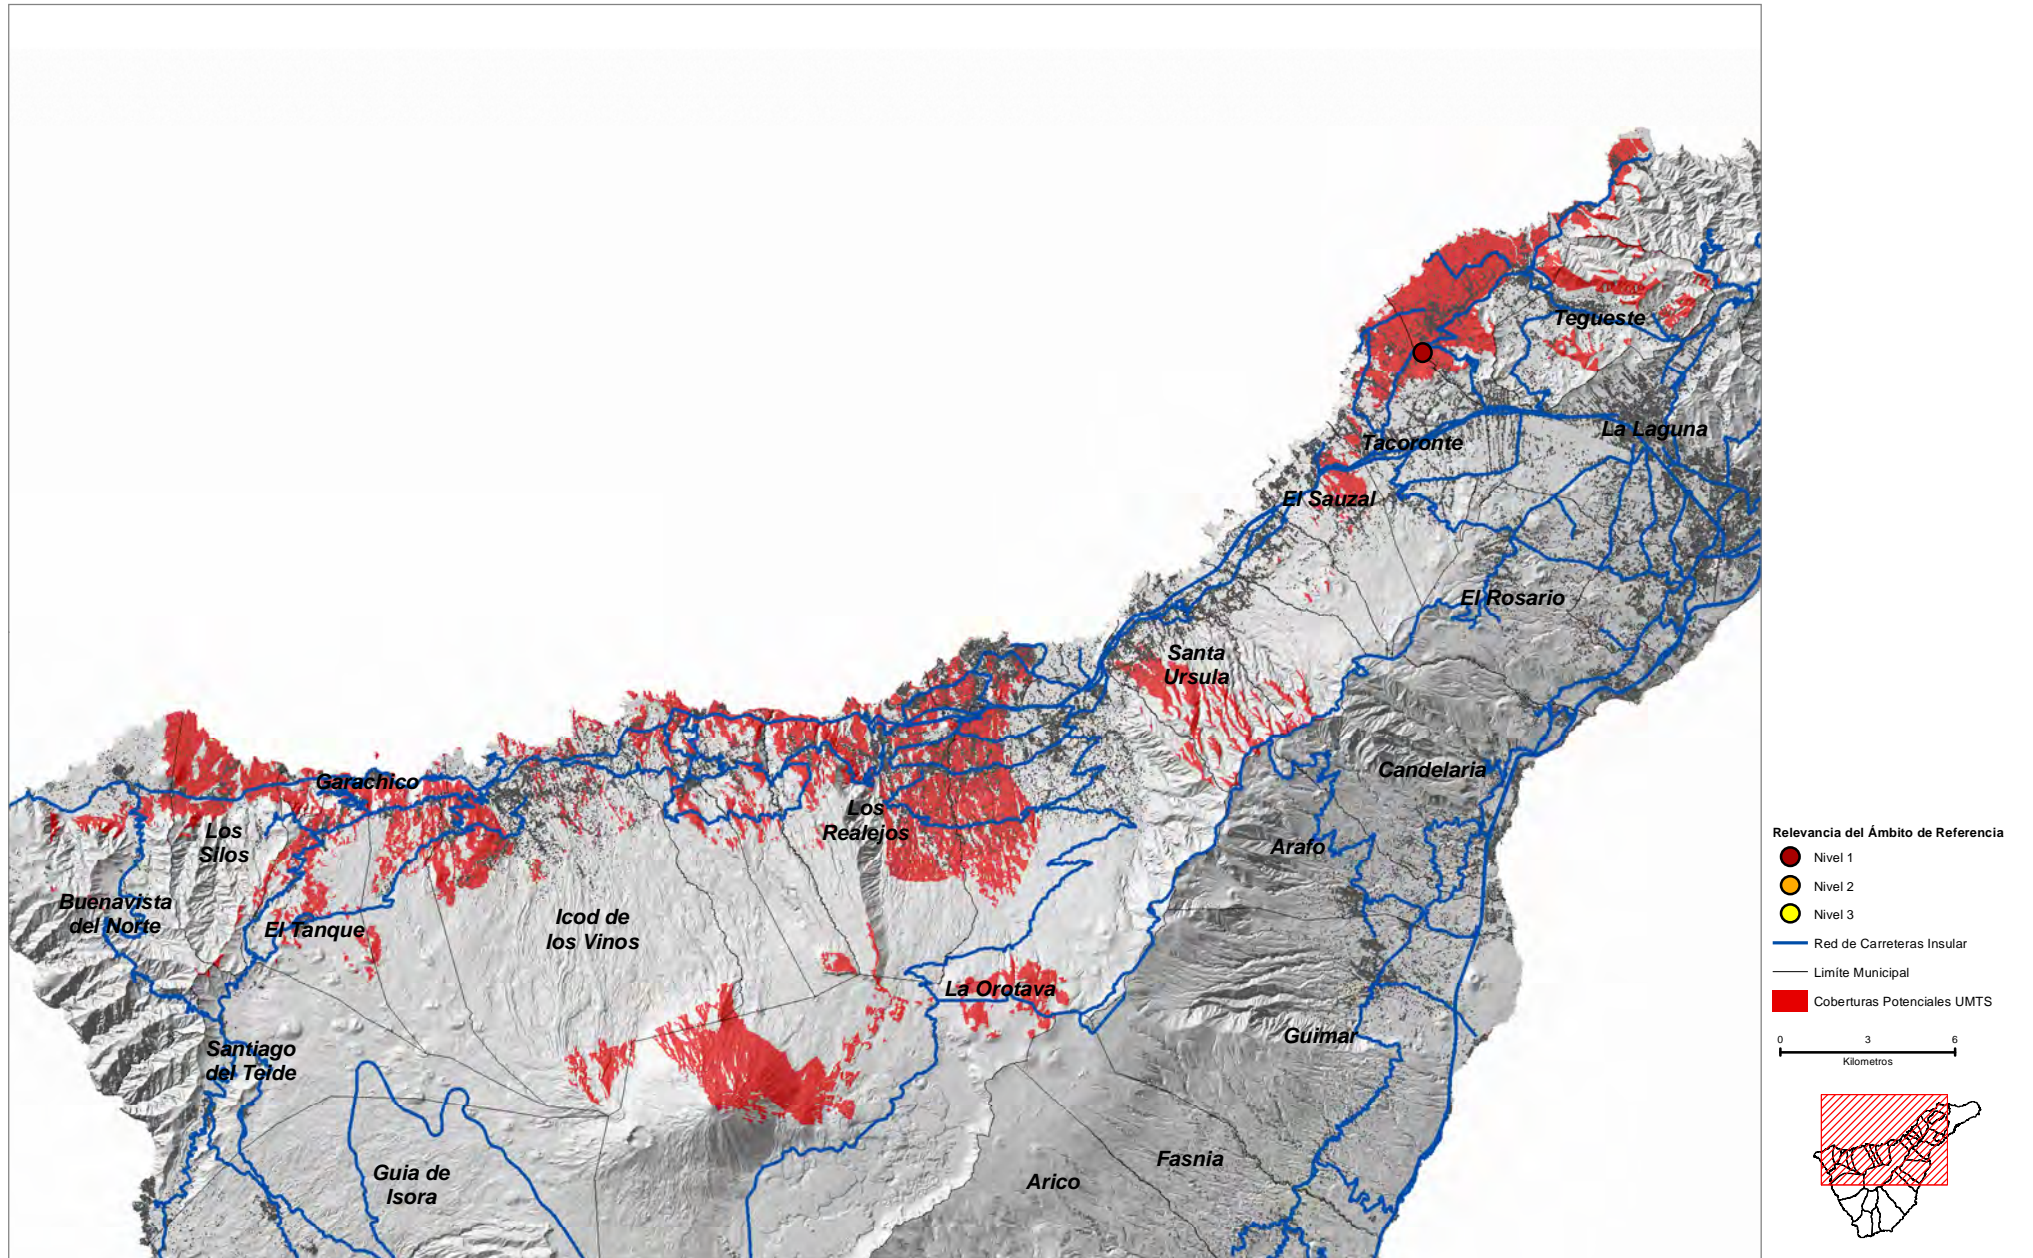 Tegueste
La Laguna
Tacoronte
El Sauzal
El Rosario
Santa
Ursula
Candelaria
Garachico
Los
Silos
Los
Realejos
Arafo
Buenavista
del Norte
El Tanque
Icod de
los Vinos
La Orotava
Guimar
Santiago
del Teide
Guia de
Isora
Fasnia
Arico
Relevancia del Ámbito de Referencia
Nivel 1
Nivel 2
Nivel 3
Red de Carreteras Insular
Limíte Municipal
Coberturas Potenciales UMTS
0 3 6
Kilometros